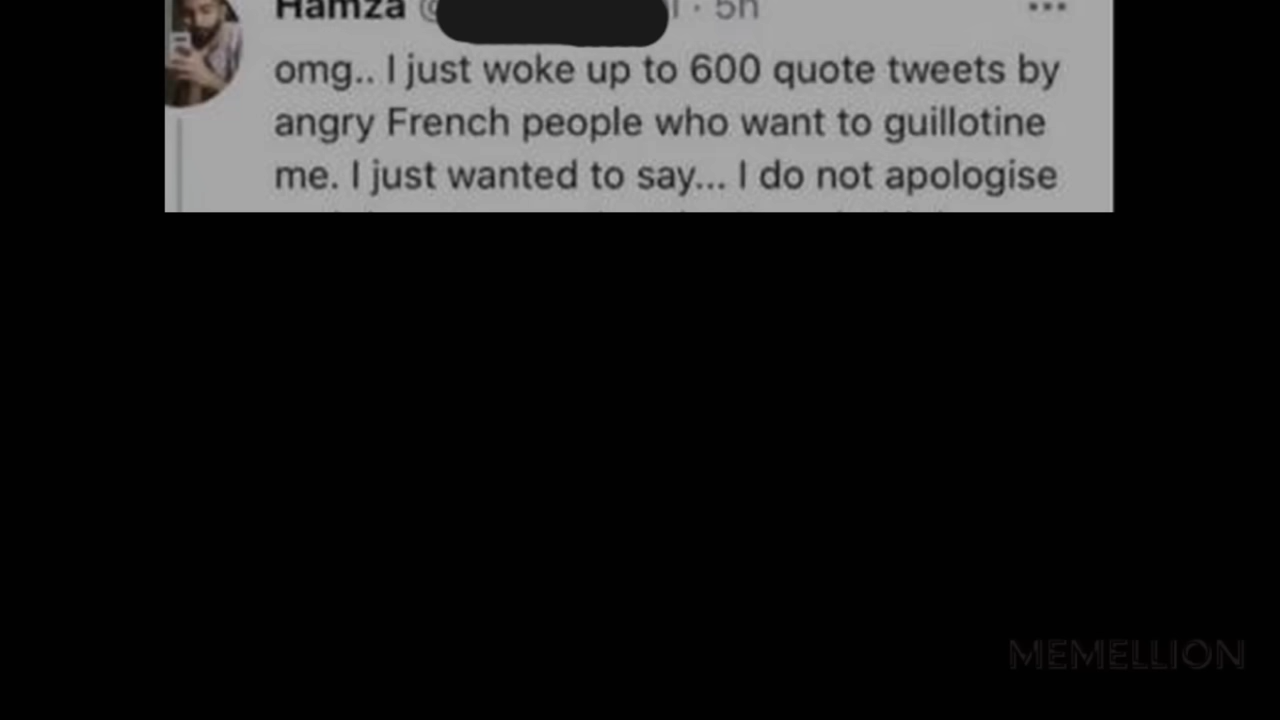 Hamza @ · 5h
omg.. I just woke up to 600 quote tweets by
angry French people who want to guillotine
me. I just wanted to say... I do not apologise
MEMELLION